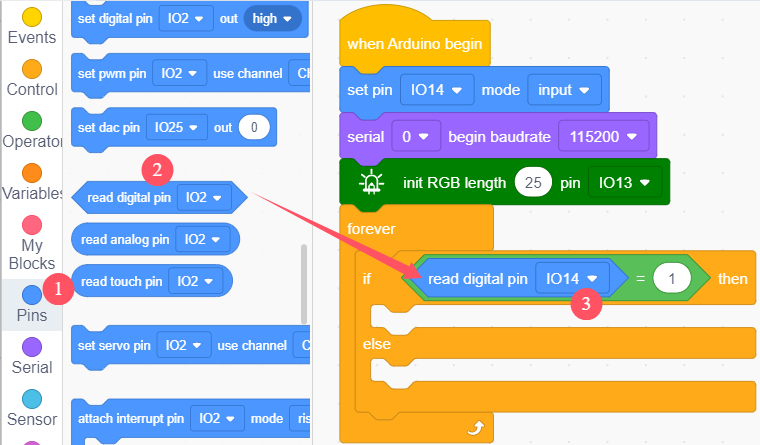 Events
Control
Operator
Variables
My
Blocks
Pins
Serial
Sensor
1
set digital pin IO2 out high
set pwm pin IO2 use channel
set dac pin IO25 out 0
2
read digital pin IO2
read analog pin IO2
read touch pin IO2
set servo pin IO2 use channel
attach interrupt pin IO2 mode
when Arduino begin
set pin IO14 mode input
serial 0 begin baudrate 115200
init RGB length 25 pin IO13
forever
if read digital pin IO14 = 1 then
3
else